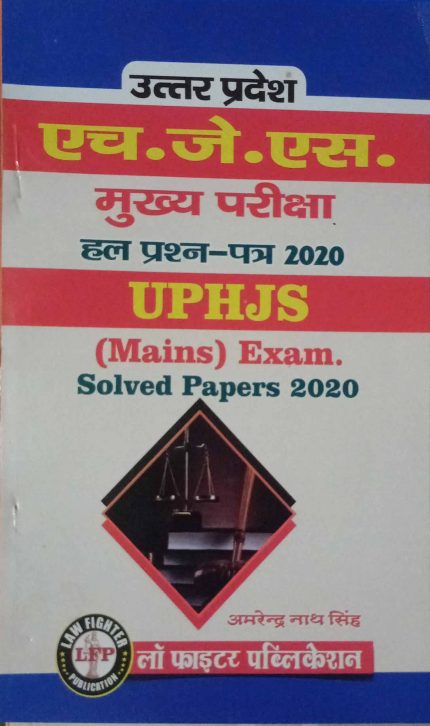 उत्तर प्रदेश
एच.जे.एस.
मुख्य परीक्षा
हल प्रश्न-पत्र 2020
UPHJS
(Mains) Exam.
Solved Papers 2020
अमरेन्द्र नाथ सिंह
LAW FIGHTER
LFP
PUBLICATION
लॉ फाइटर पब्लिकेशन